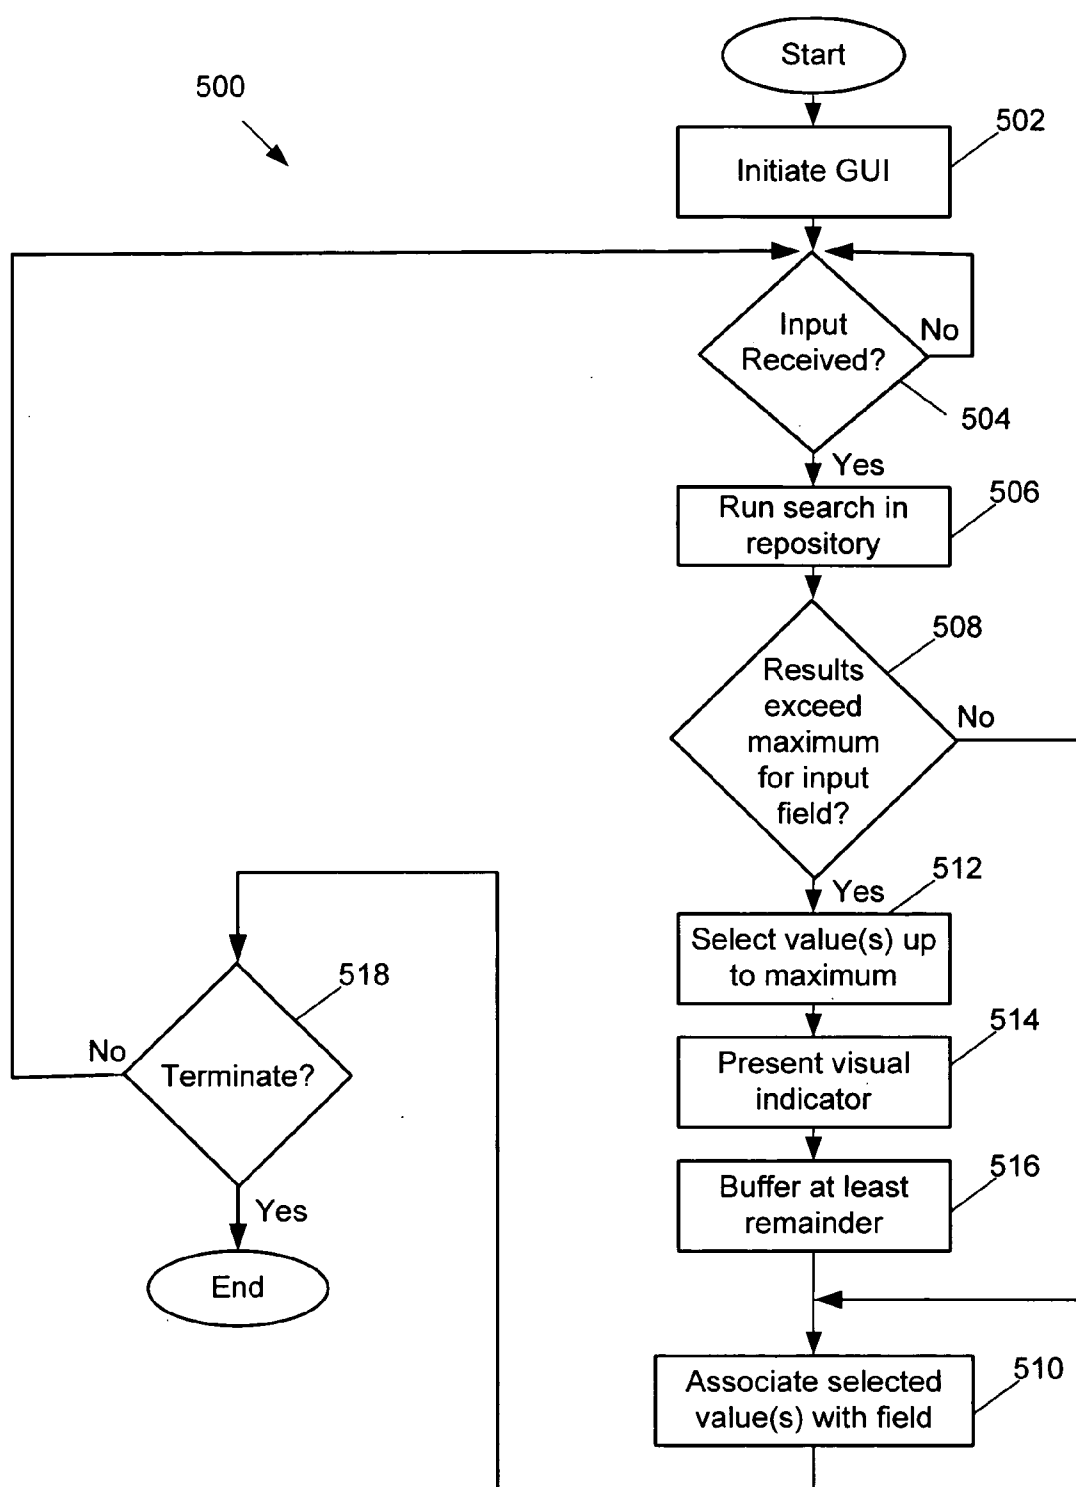 Start
500
502
Initiate GUI
Input
Received?
No
504
Yes
506
Run search in
repository
508
Results
exceed
maximum
for input
field?
No
Yes
512
Select value(s) up
to maximum
514
Present visual
indicator
516
Buffer at least
remainder
510
Associate selected
value(s) with field
518
No
Terminate?
Yes
End